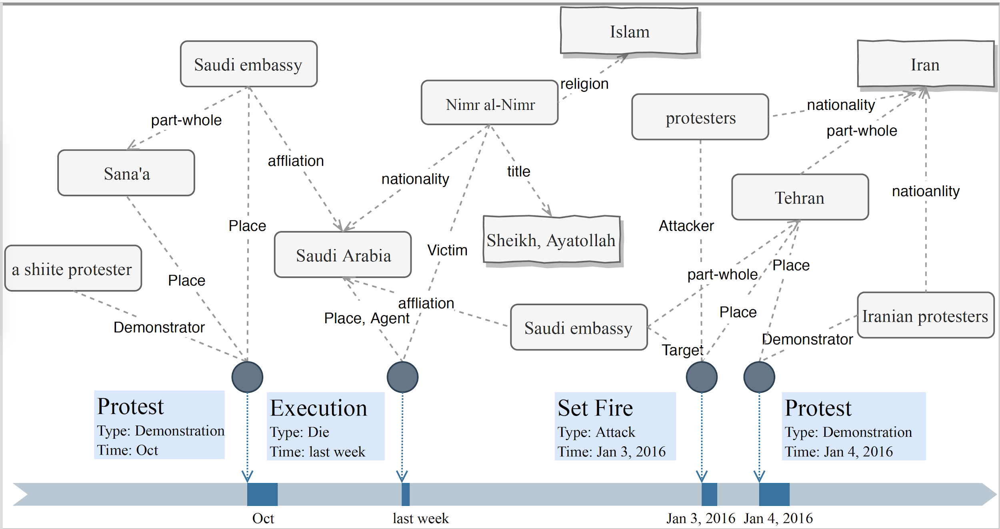 Islam
Saudi embassy
Iran
religion
Nimr al-Nimr
nationality
protesters
part-whole
part-whole
affliation
title
Sana'a
nationality
natioanlity
Tehran
Place
Attacker
Sheikh, Ayatollah
Victim
Saudi Arabia
a shiite protester
Place
part-whole
Place
affliation
Place
Place, Agent
Iranian protesters
Demonstrator
Saudi embassy
Demonstrator
Target
Protest
Type: Demonstration
Time: Oct
Execution
Type: Die
Time: last week
Set Fire
Type: Attack
Time: Jan 3, 2016
Protest
Type: Demonstration
Time: Jan 4, 2016
Oct
last week
Jan 3, 2016
Jan 4, 2016